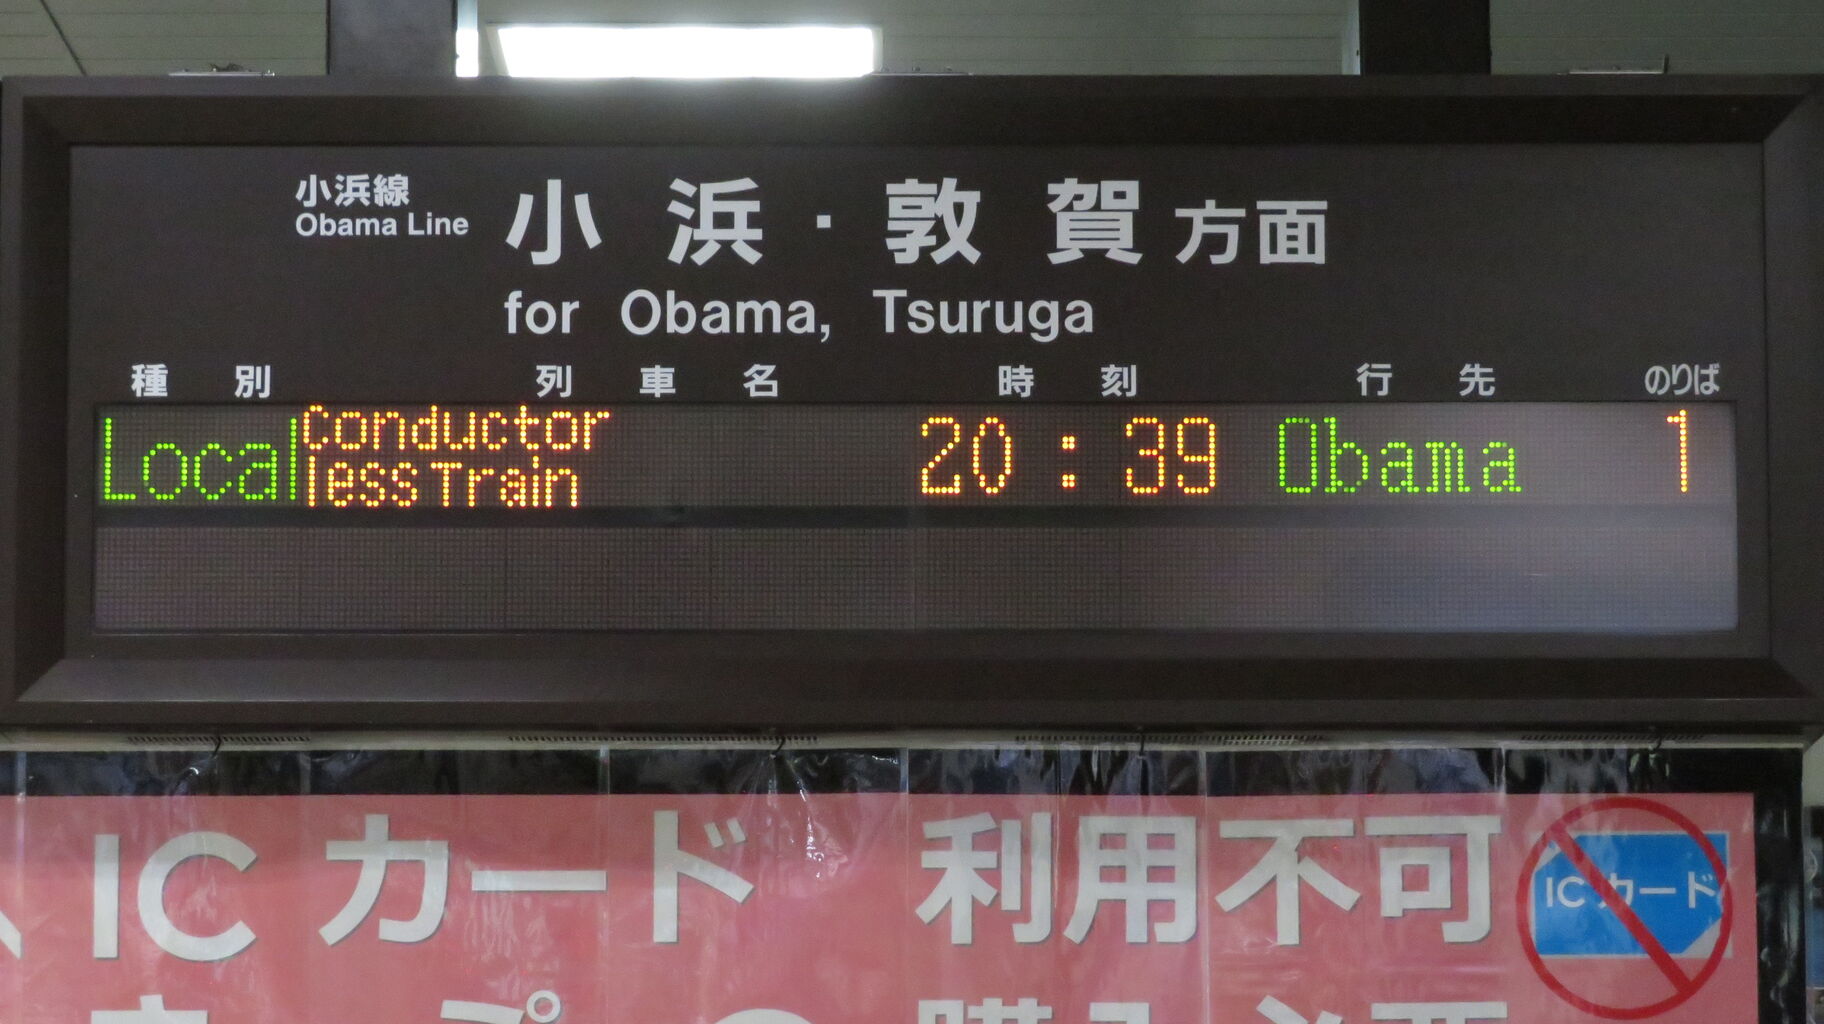 小浜線
Obama Line
小浜・敦賀方面
for Obama, Tsuruga
種別 列車名 時刻 行先 のりば
Local conductor less Train 20:39 Obama 1
ICカード 利用不可
ICカード